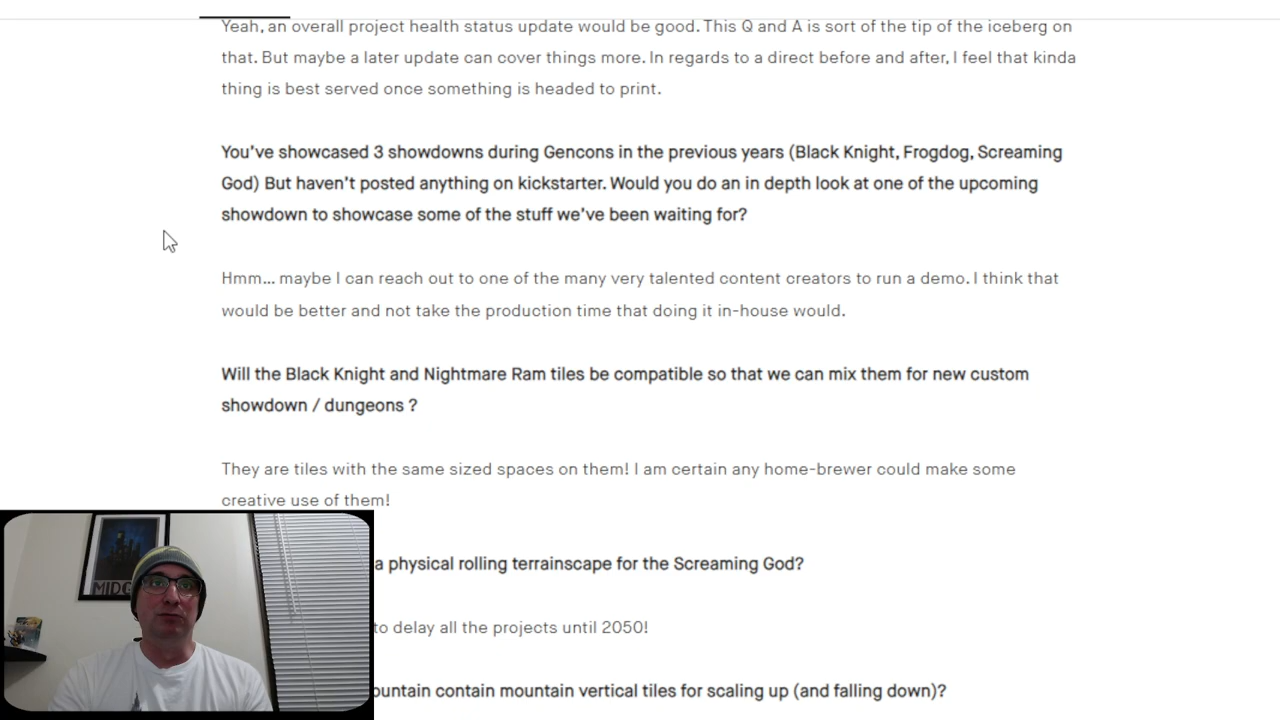 Yeah, an overall project health status update would be good. This Q and A is sort of the tip of the iceberg on
that. But maybe a later update can cover things more. In regards to a direct before and after, I feel that kinda
thing is best served once something is headed to print.
You've showcased 3 showdowns during Gencons in the previous years (Black Knight, Frogdog, Screaming
God) But haven't posted anything on kickstarter. Would you do an in depth look at one of the upcoming
showdown to showcase some of the stuff we've been waiting for?
Hmm... maybe I can reach out to one of the many very talented content creators to run a demo. I think that
would be better and not take the production time that doing it in-house would.
Will the Black Knight and Nightmare Ram tiles be compatible so that we can mix them for new custom
showdown / dungeons ?
They are tiles with the same sized spaces on them! I am certain any home-brewer could make some
creative use of them!
a physical rolling terrainscape for the Screaming God?
to delay all the projects until 2050!
ountain contain mountain vertical tiles for scaling up (and falling down)?
MIDG